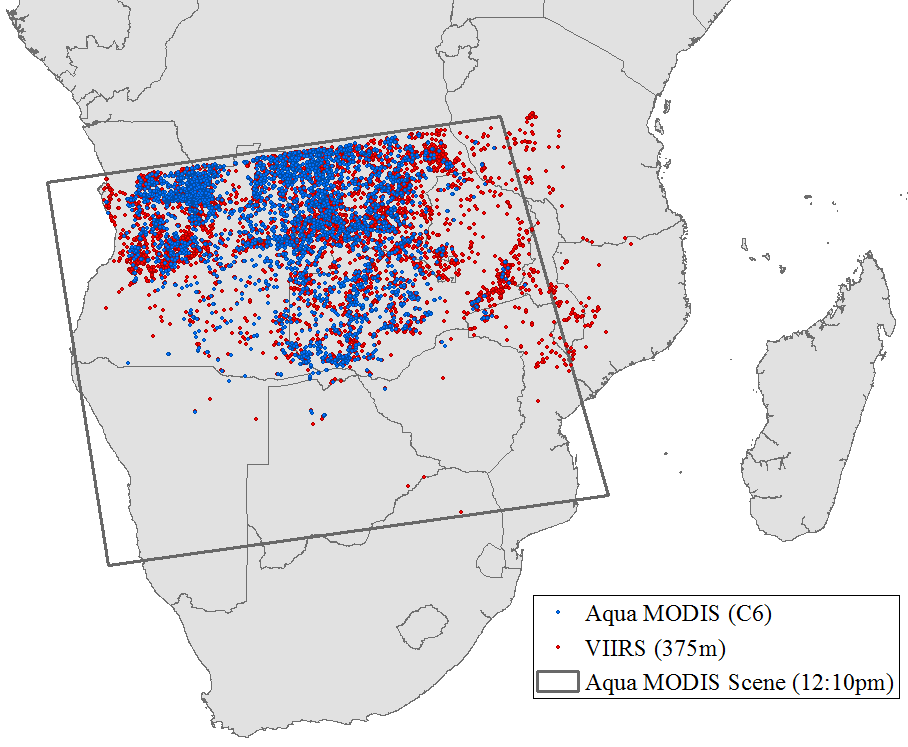 Aqua MODIS (C6)
VIIRS (375m)
Aqua MODIS Scene (12:10pm)